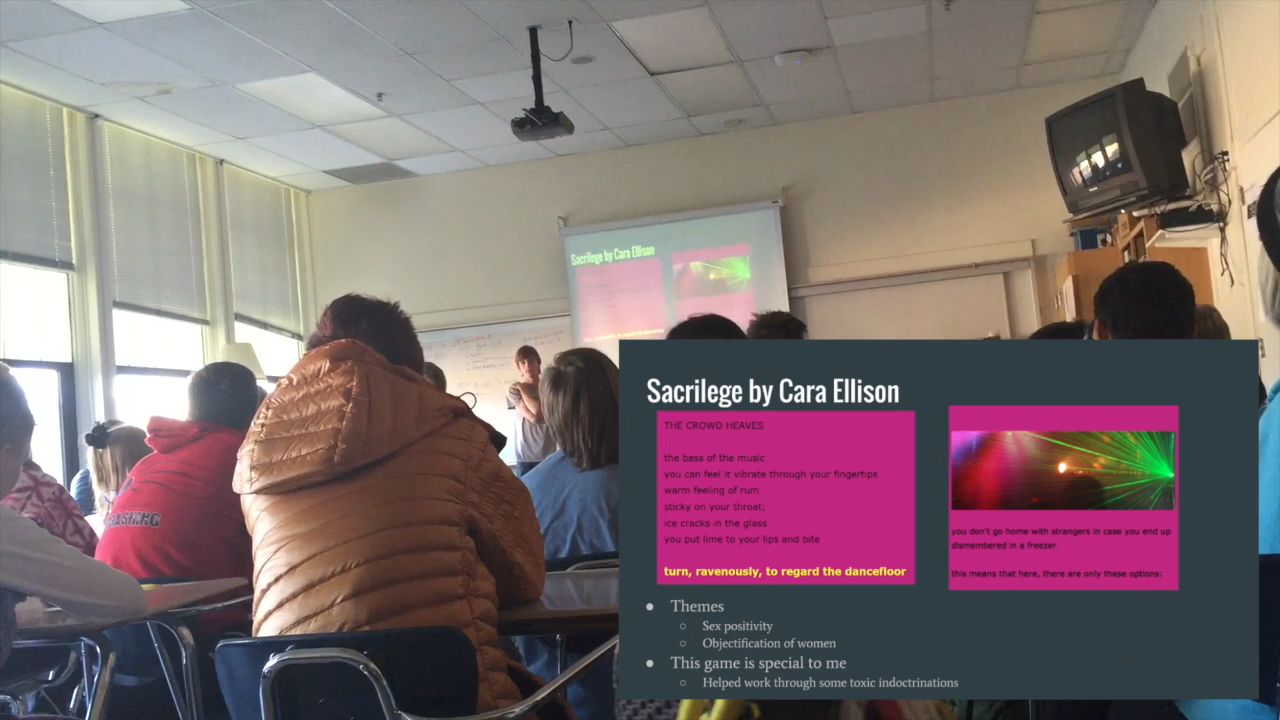 Sacrilege by Cara Ellison
Sacrilege by Cara Ellison
THE CROWD HEAVES
the bass of the music
you can feel it vibrate through your fingertips
warm feeling of rum
sticky on your throat;
ice cracks in the glass
you put lime to your lips and bite
turn, ravenously, to regard the dancefloor
you don't go home with strangers in case you end up
dismembered in a freezer
this means that here, there are only these options:
● Themes
○ Sex positivity
○ Objectification of women
● This game is special to me
○ Helped work through some toxic indoctrinations